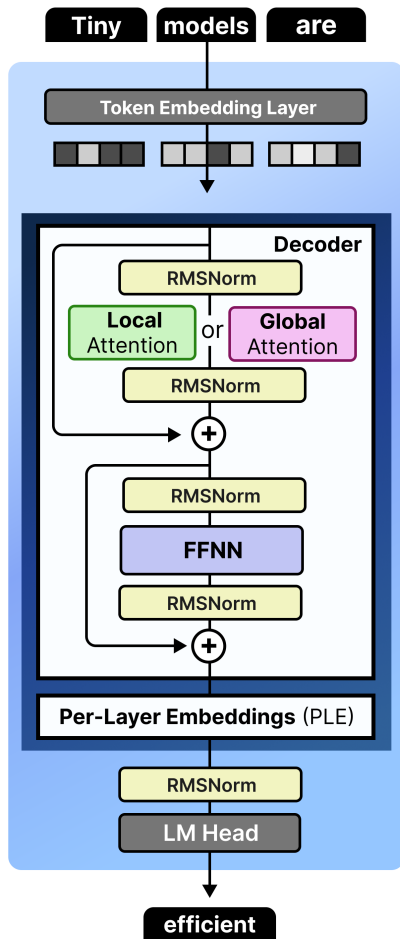 Tiny models are
Token Embedding Layer
Decoder
RMSNorm
Local Attention or Global Attention
RMSNorm
+
RMSNorm
FFNN
RMSNorm
+
Per-Layer Embeddings (PLE)
RMSNorm
LM Head
efficient